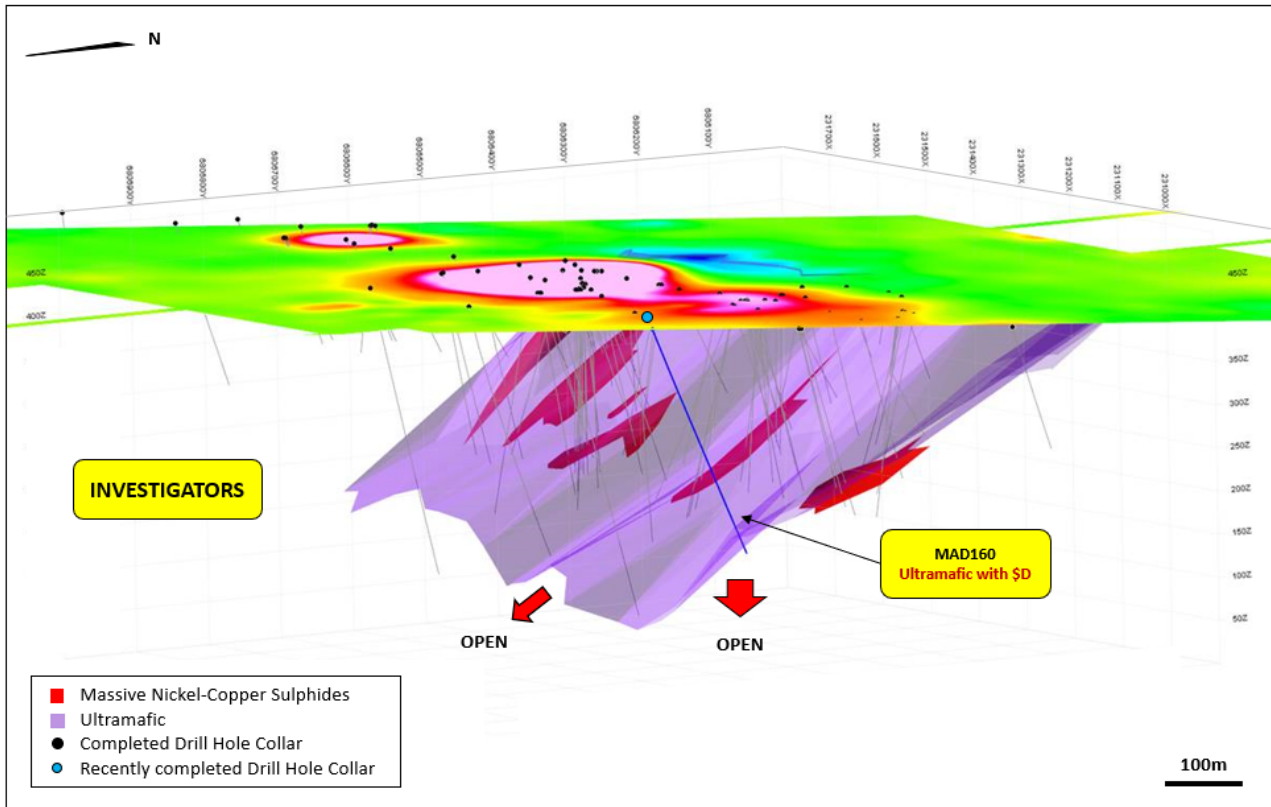 N
6806900Y
6806800Y
6806700Y
6806600Y
6806500Y
6806400Y
6806300Y
6806200Y
6806100Y
231700X
231600X
231500X
231400X
231300X
231200X
231100X
231000X
450Z
400Z
450Z
400Z
350Z
300Z
250Z
200Z
150Z
100Z
50Z
INVESTIGATORS
MAD160
Ultramafic with $D
OPEN
OPEN
Massive Nickel-Copper Sulphides
Ultramafic
Completed Drill Hole Collar
Recently completed Drill Hole Collar
100m